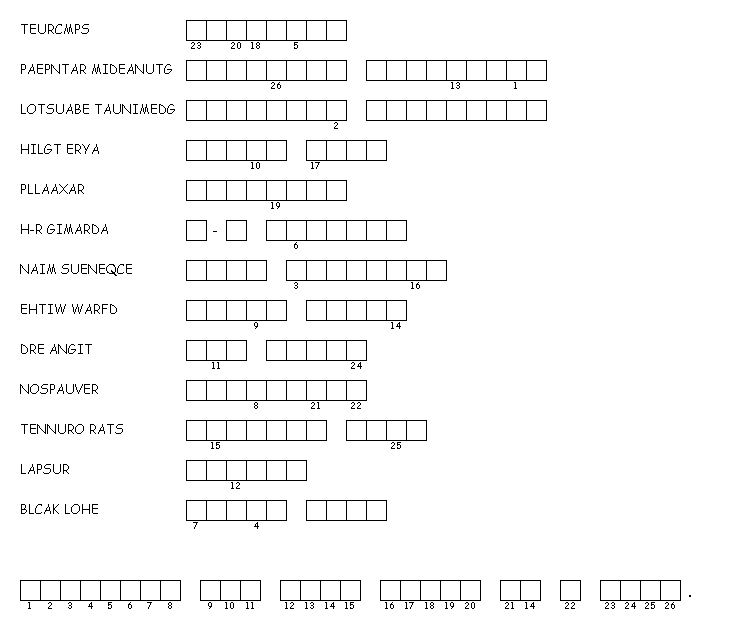 TEURCMPS
23 20 18 5
PAEPNTAR MIDEANUTG
26 13 1
LOTSUABE TAUNIMEDG
2
HILGT ERYA
10 17
PLLAAXAR
19
H-R GIMARDA -
6
NAIM SUENEQCE
3 16
EHTIW WARFD
9 14
DRE ANGIT
11 24
NOSPAUVER
8 21 22
TENNURO RATS
15 25
LAPSUR
12
BLCAK LOHE
7 4
.
1 2 3 4 5 6 7 8 9 10 11 12 13 14 15 16 17 18 19 20 21 14 22 23 24 25 26